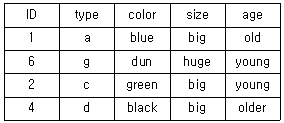 ID type color size age
1 a blue big old
6 g dun huge young
2 c green big young
4 d black big older